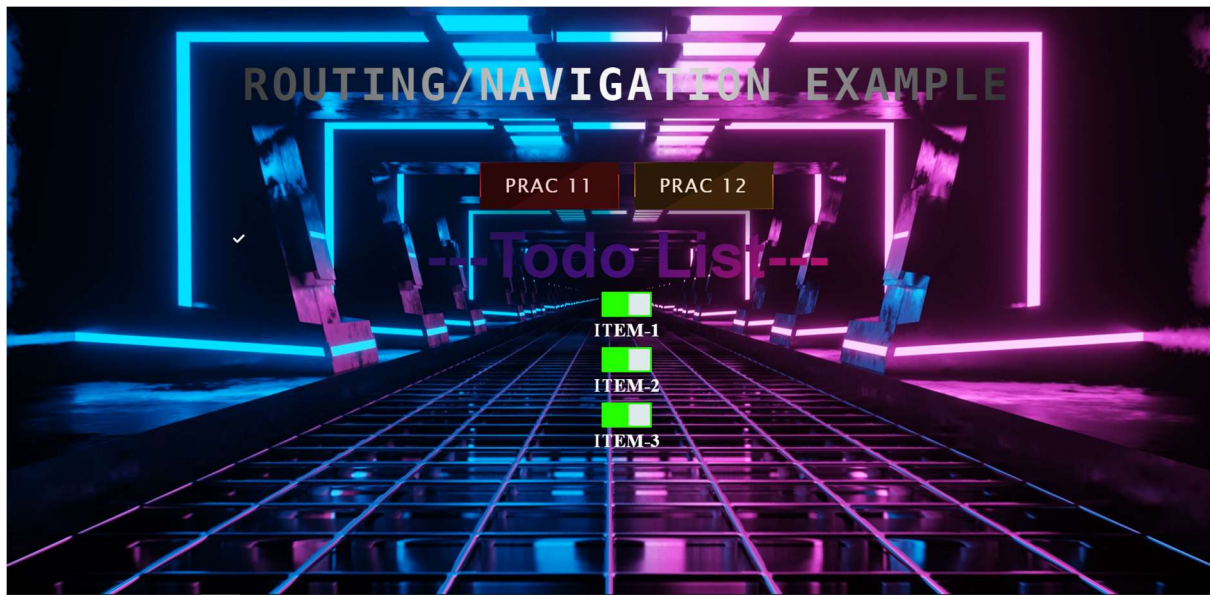 ROUTING/NAVIGATION EXAMPLE
PRAC 11 PRAC 12
---Todo List---
ITEM-1
ITEM-2
ITEM-3